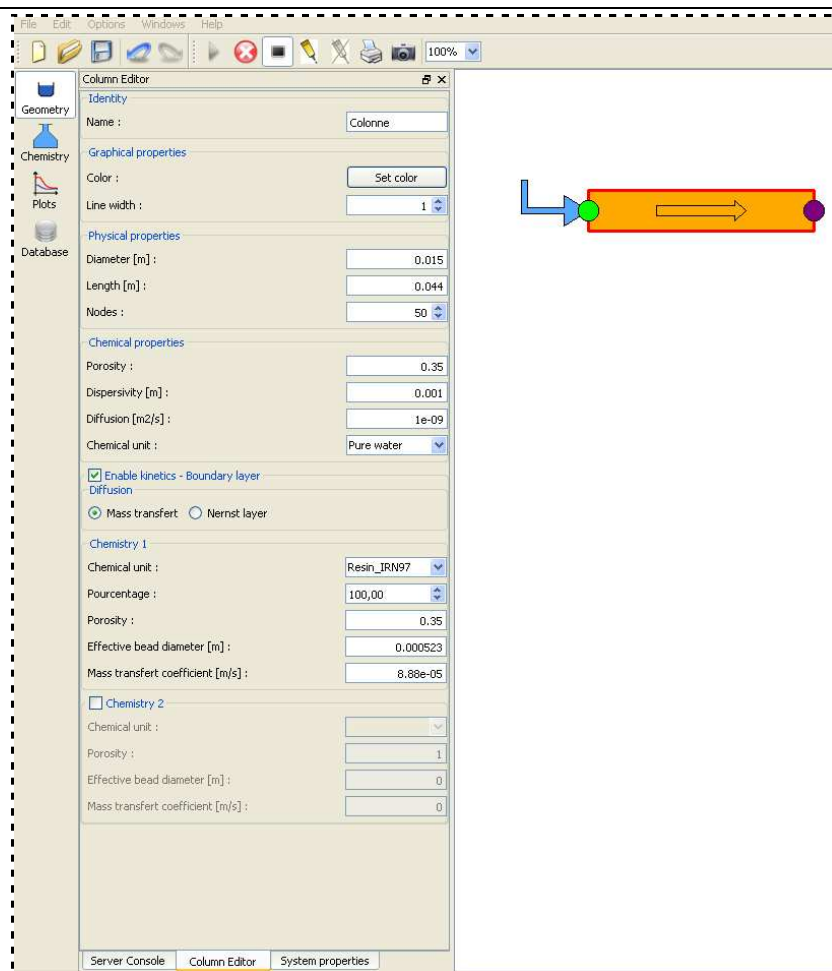 File Edit Options Windows Help
100%
Geometry
Chemistry
Plots
Database
Column Editor
Identity
Name : Colonne
Graphical properties
Color : Set color
Line width : 1
Physical properties
Diameter [m] : 0.015
Length [m] : 0.044
Nodes : 50
Chemical properties
Porosity : 0.35
Dispersivity [m] : 0.001
Diffusion [m2/s] : 1e-09
Chemical unit : Pure water
Enable kinetics - Boundary layer
Diffusion
Mass transfert Nernst layer
Chemistry 1
Chemical unit : Resin_IRN97
Pourcentage : 100,00
Porosity : 0.35
Effective bead diameter [m] : 0.000523
Mass transfert coefficient [m/s] : 8.88e-05
Chemistry 2
Chemical unit :
Porosity : 1
Effective bead diameter [m] : 0
Mass transfert coefficient [m/s] : 0
Server Console Column Editor System properties